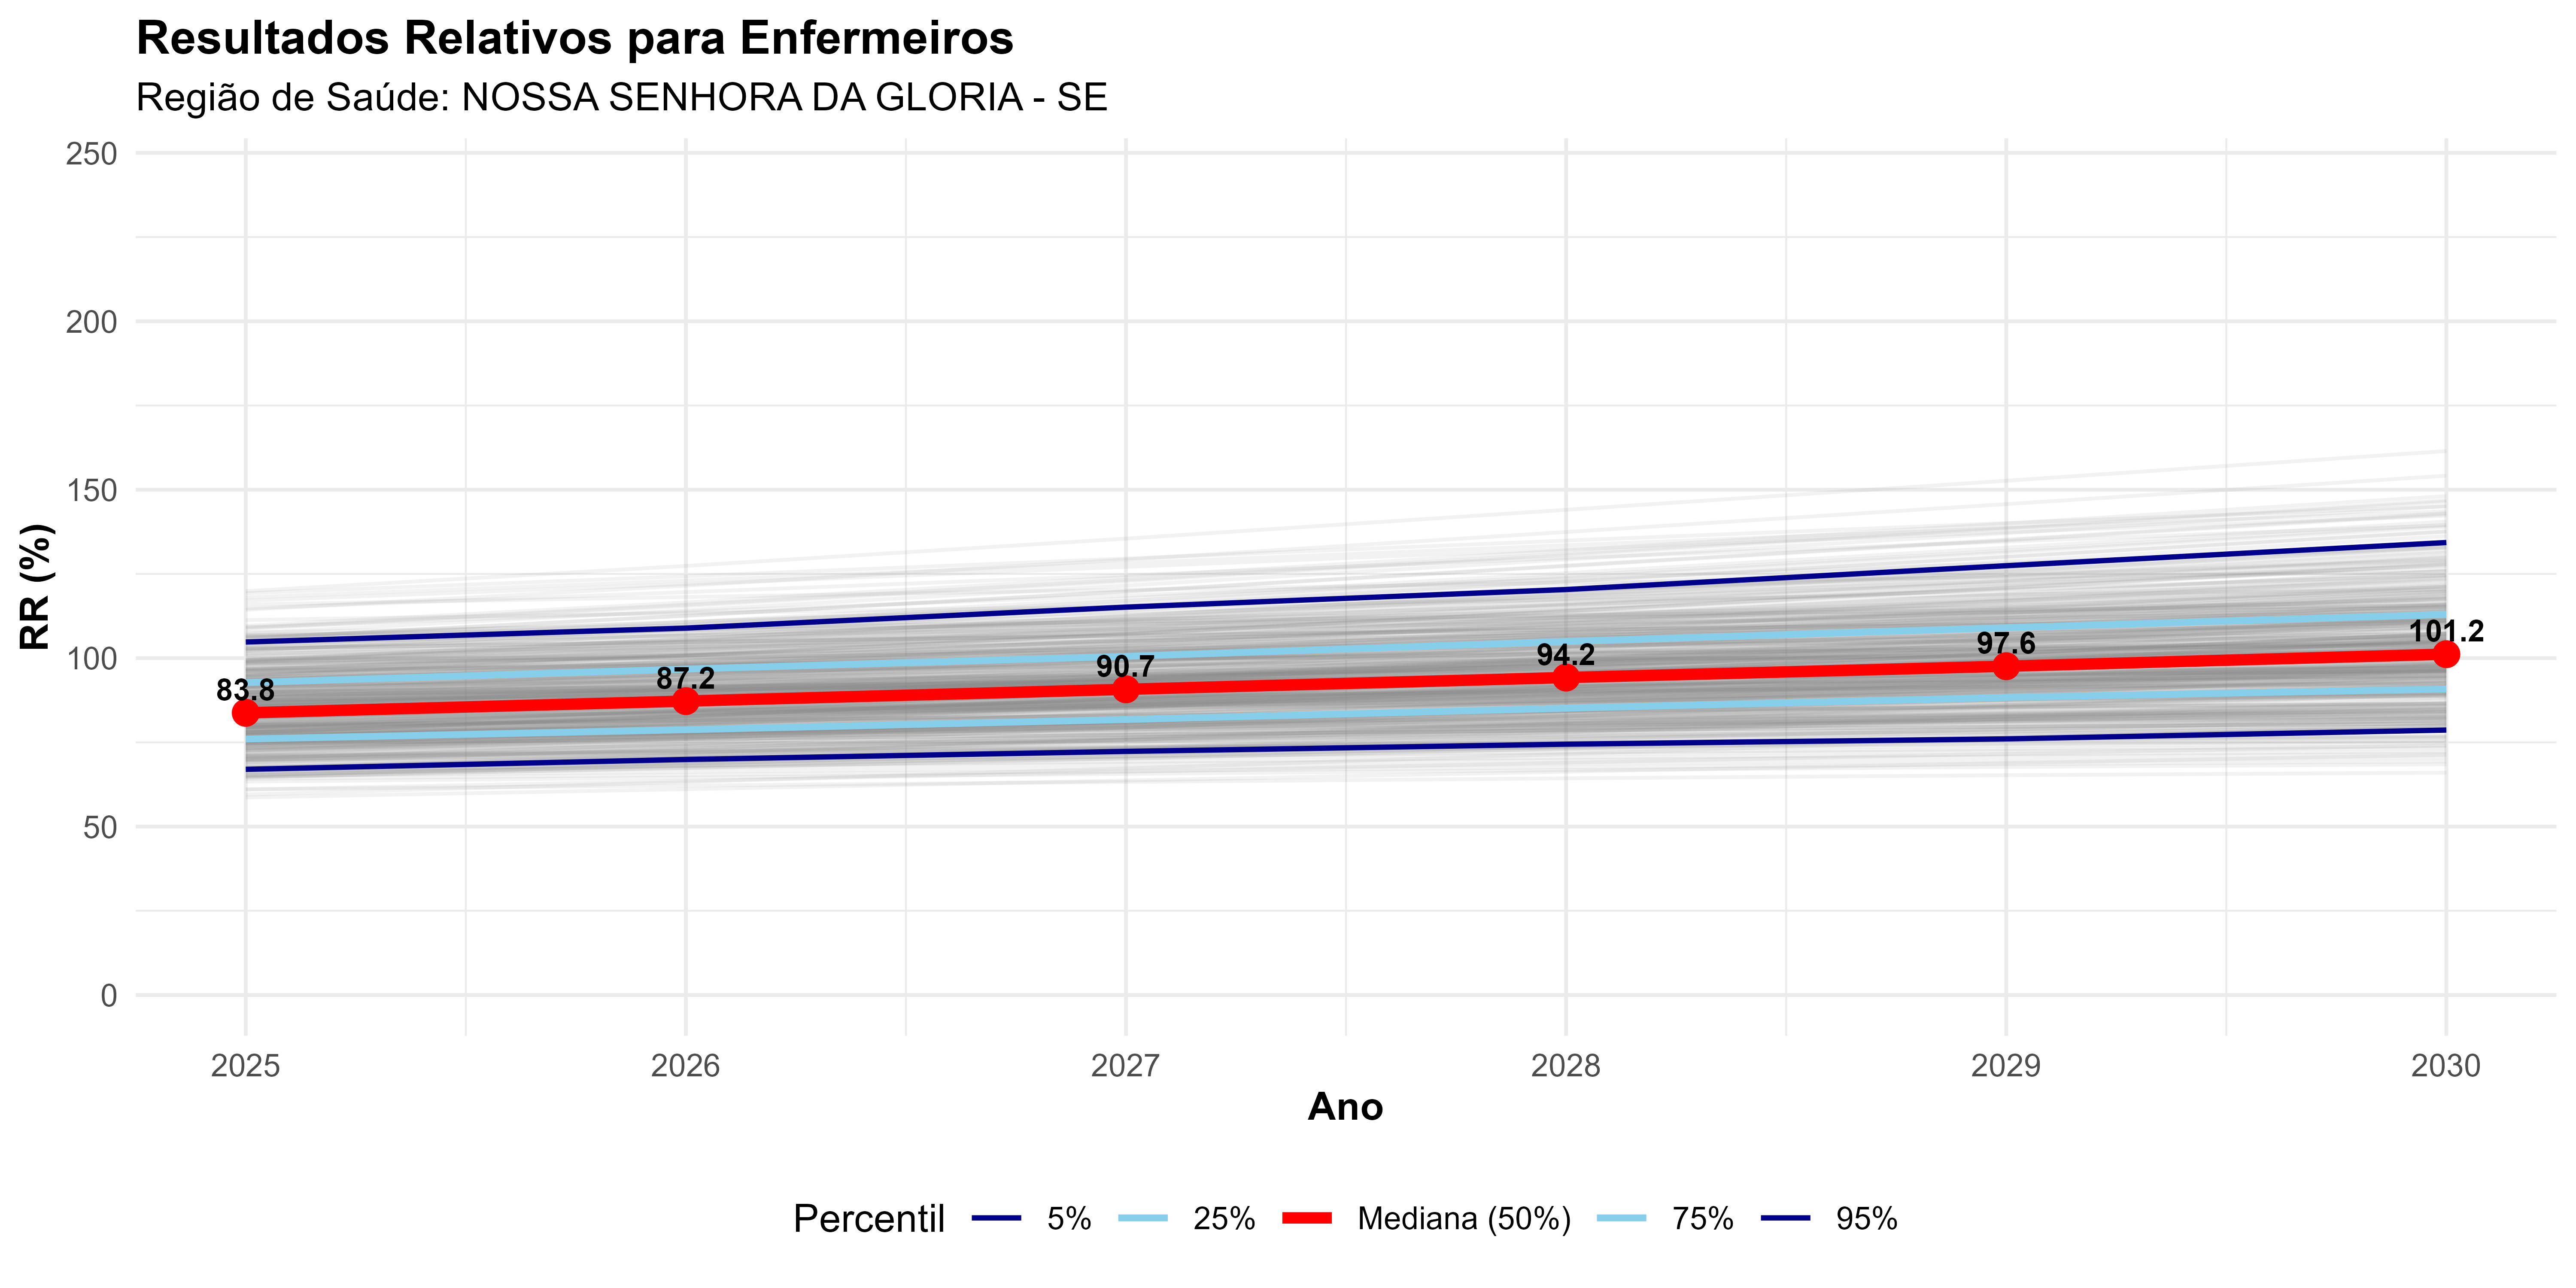 Resultados Relativos para Enfermeiros
Região de Saúde: NOSSA SENHORA DA GLORIA - SE
250
200
150
100
50
0
RR (%)
83.8
87.2
90.7
94.2
97.6
101.2
2025 2026 2027 2028 2029 2030
Ano
Percentil 5% 25% Mediana (50%) 75% 95%